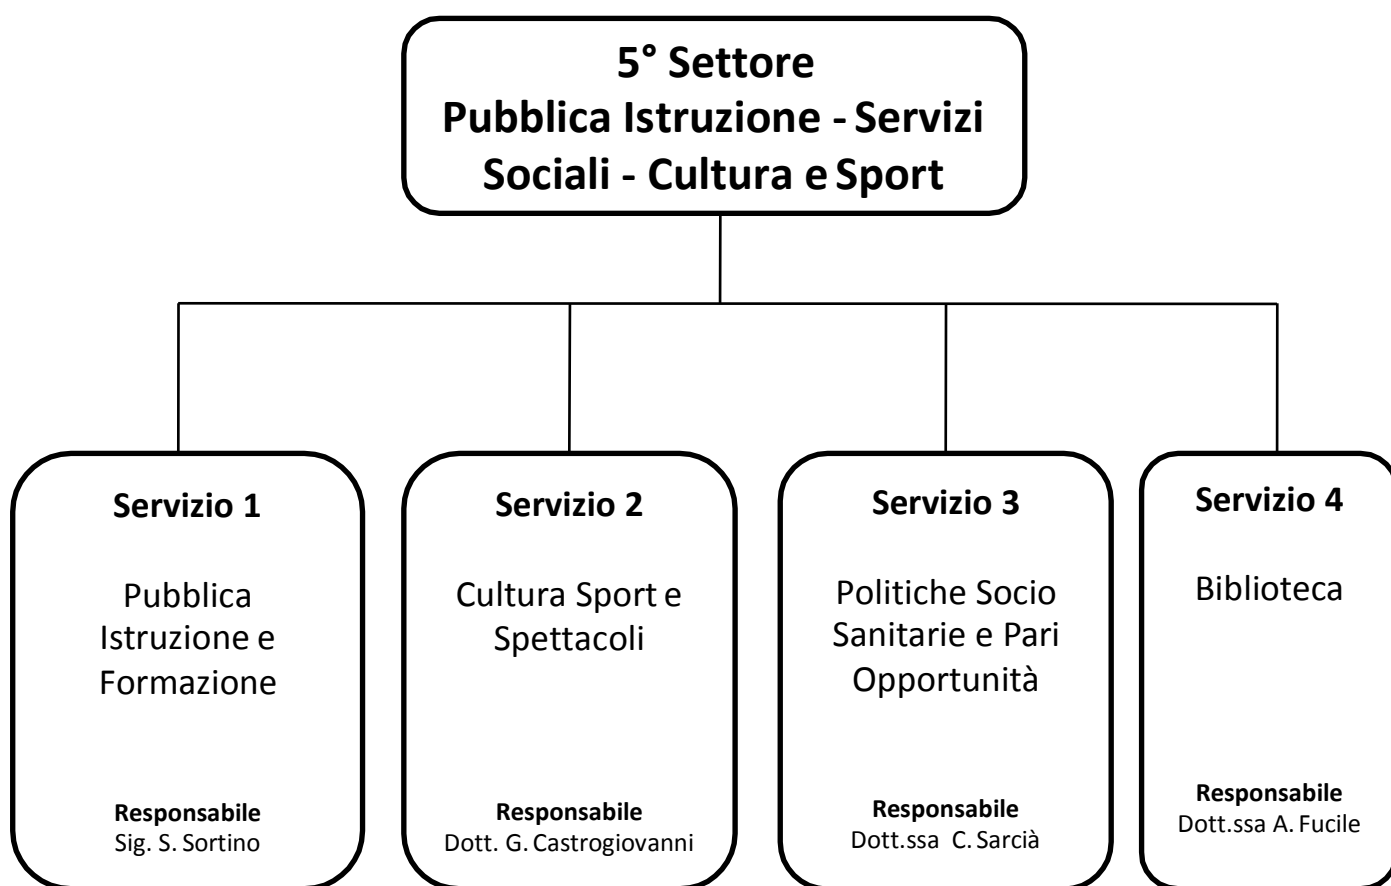 5° Settore
Pubblica Istruzione - Servizi
Sociali - Cultura e Sport
Servizio 1
Pubblica
Istruzione e
Formazione
Responsabile
Sig. S. Sortino
Servizio 2
Cultura Sport e
Spettacoli
Responsabile
Dott. G. Castrogiovanni
Servizio 3
Politiche Socio
Sanitarie e Pari
Opportunità
Responsabile
Dott.ssa C. Sarcià
Servizio 4
Biblioteca
Responsabile
Dott.ssa A. Fucile